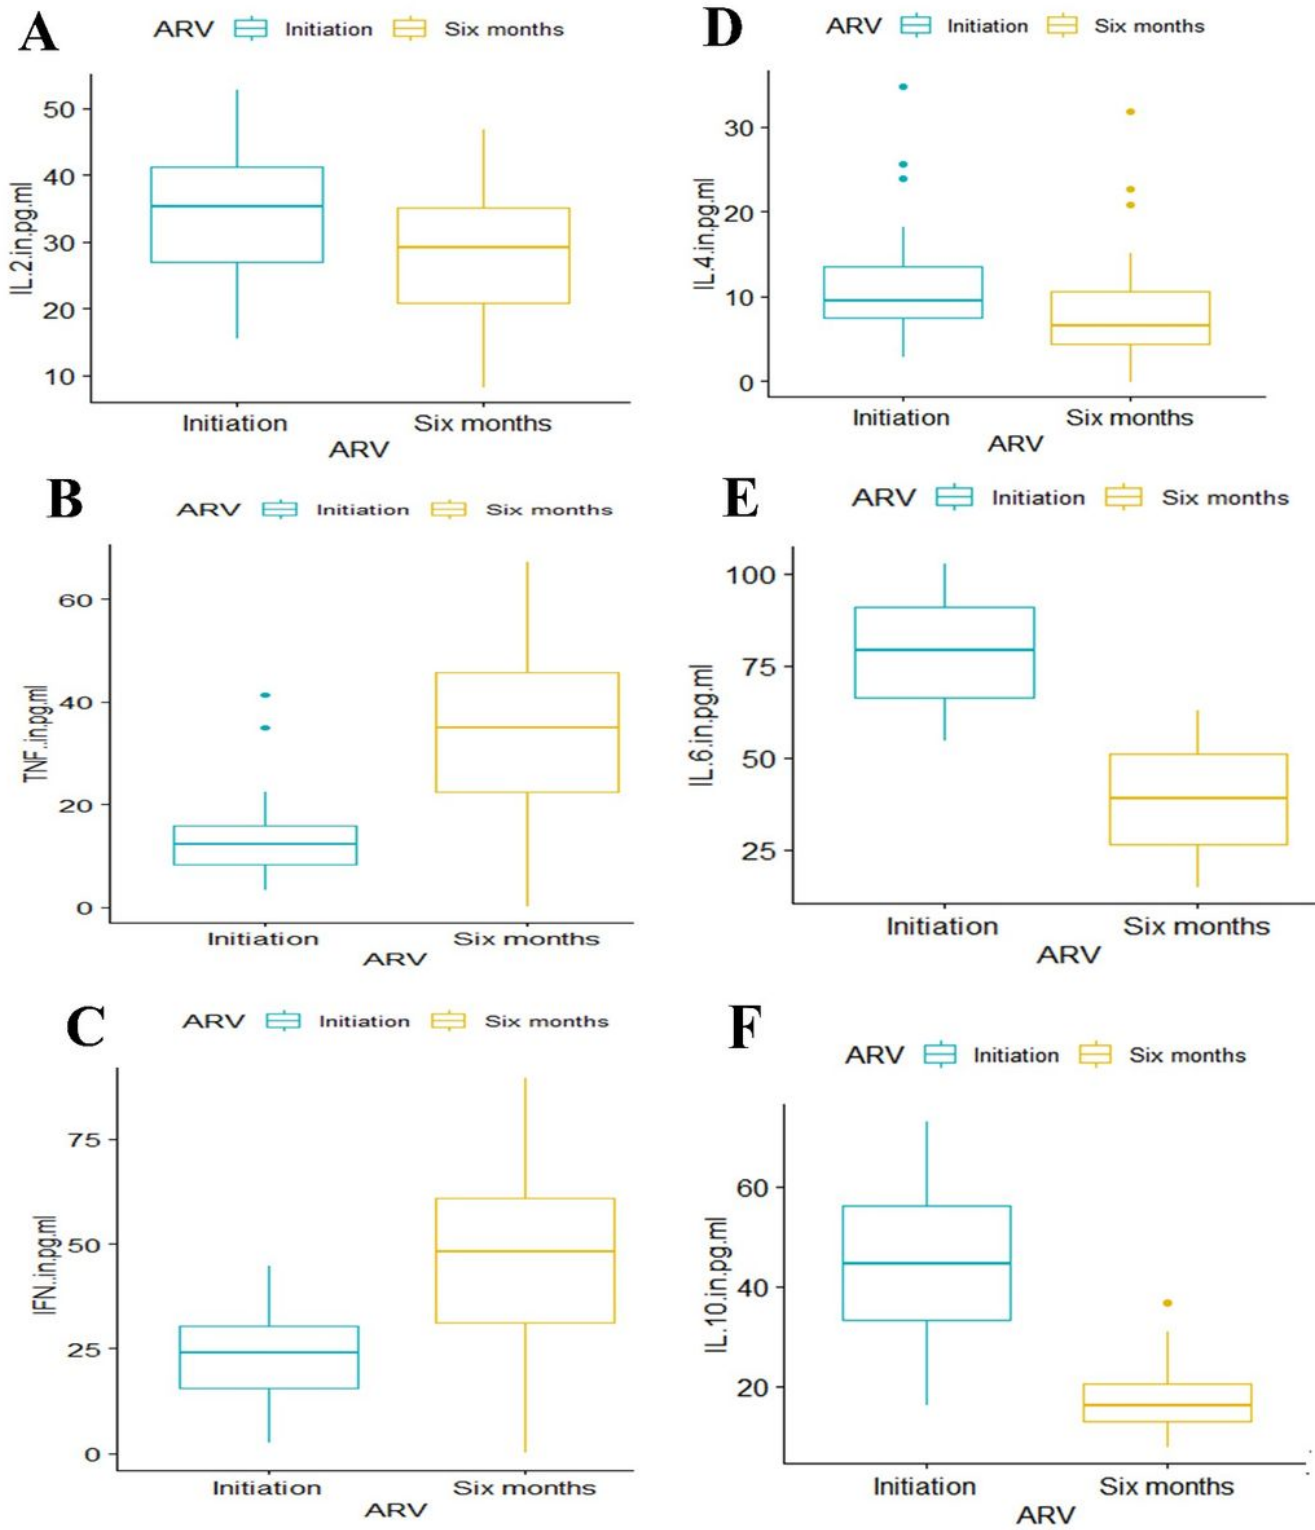 A
ARV Initiation Six months
IL.2.in.pg.ml
50
40
30
20
10
Initiation Six months
ARV
D
ARV Initiation Six months
IL.4.in.pg.ml
30
20
10
0
Initiation Six months
ARV
B
ARV Initiation Six months
TNF..in.pg.ml
60
40
20
0
Initiation Six months
ARV
E
ARV Initiation Six months
IL.6.in.pg.ml
100
75
50
25
Initiation Six months
ARV
C
ARV Initiation Six months
IFN..in.pg.ml
75
50
25
0
Initiation Six months
ARV
F
ARV Initiation Six months
IL.10.in.pg.ml
60
40
20
Initiation Six months
ARV